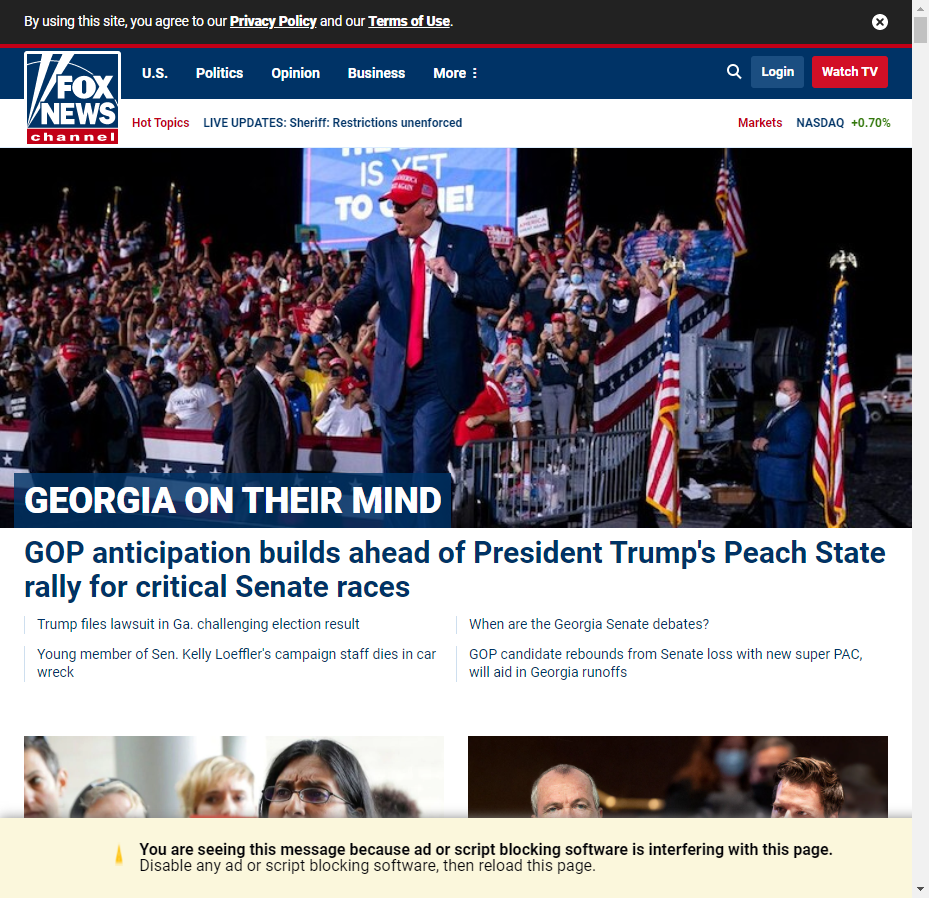 By using this site, you agree to our Privacy Policy and our Terms of Use.
FOX
NEWS
channel
U.S. Politics Opinion Business More
Login
Watch TV
Hot Topics LIVE UPDATES: Sheriff: Restrictions unenforced
Markets NASDAQ +0.70%
IS YET
GEORGIA ON THEIR MIND
GOP anticipation builds ahead of President Trump's Peach State
rally for critical Senate races
Trump files lawsuit in Ga. challenging election result
When are the Georgia Senate debates?
Young member of Sen. Kelly Loeffler's campaign staff dies in car
wreck
GOP candidate rebounds from Senate loss with new super PAC,
will aid in Georgia runoffs
You are seeing this message because ad or script blocking software is interfering with this page.
Disable any ad or script blocking software, then reload this page.